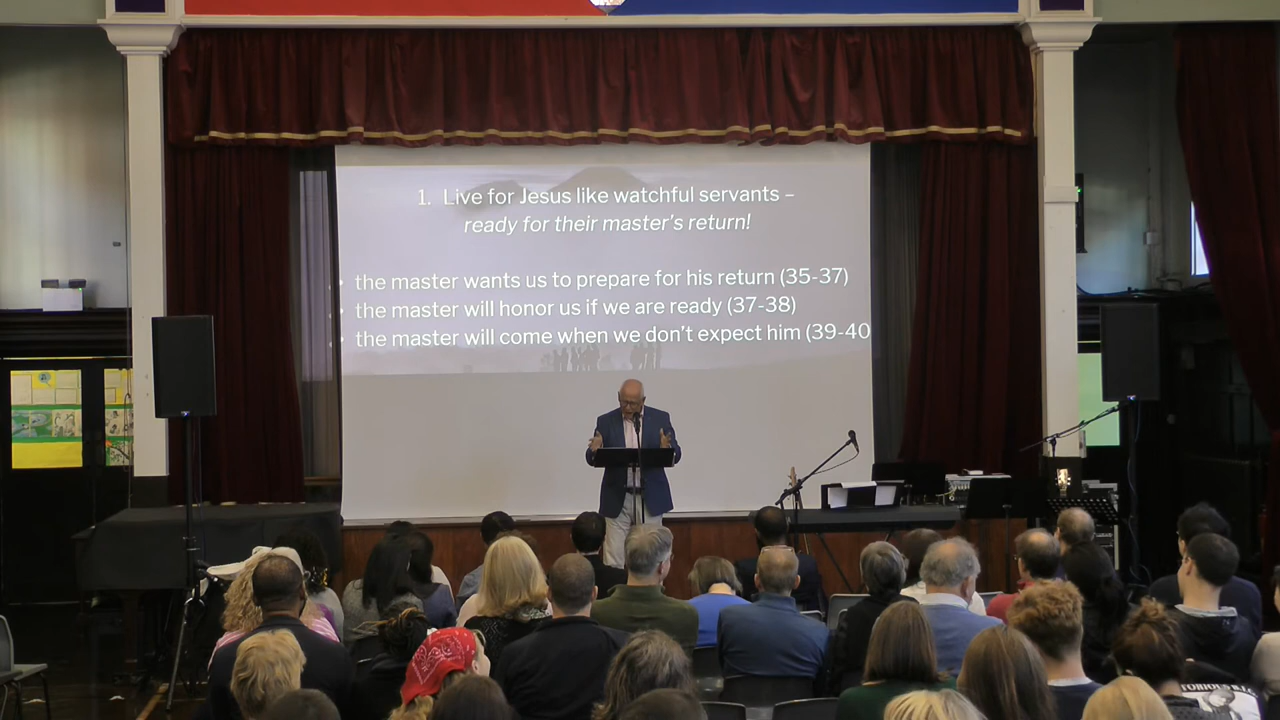 1. Live for Jesus like watchful servants –
ready for their master's return!
• the master wants us to prepare for his return (35-37)
• the master will honor us if we are ready (37-38)
• the master will come when we don't expect him (39-40